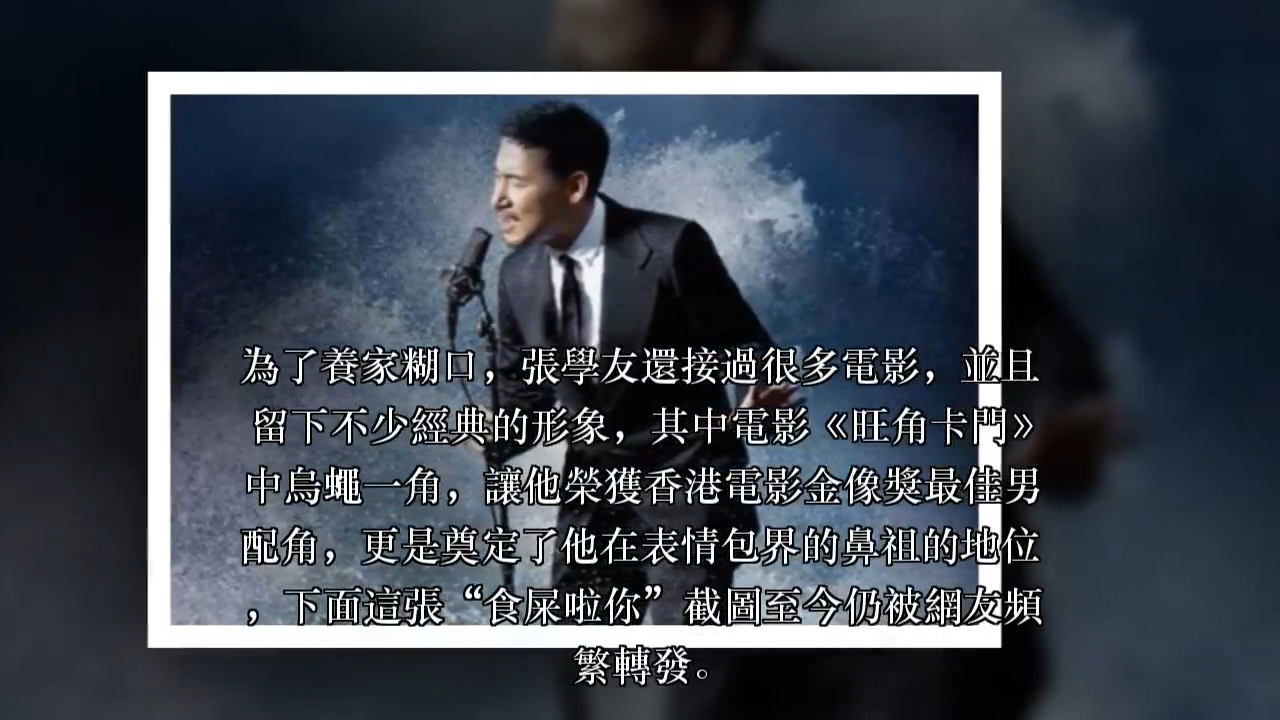 為了養家糊口，張學友還接過很多電影，並且
留下不少經典的形象，其中電影《旺角卡門》
中烏蠅一角，讓他榮獲香港電影金像獎最佳男
配角，更是奠定了他在表情包界的鼻祖的地位
，下面這張“食屎啦你”截圖至今仍被網友頻
繁轉發。